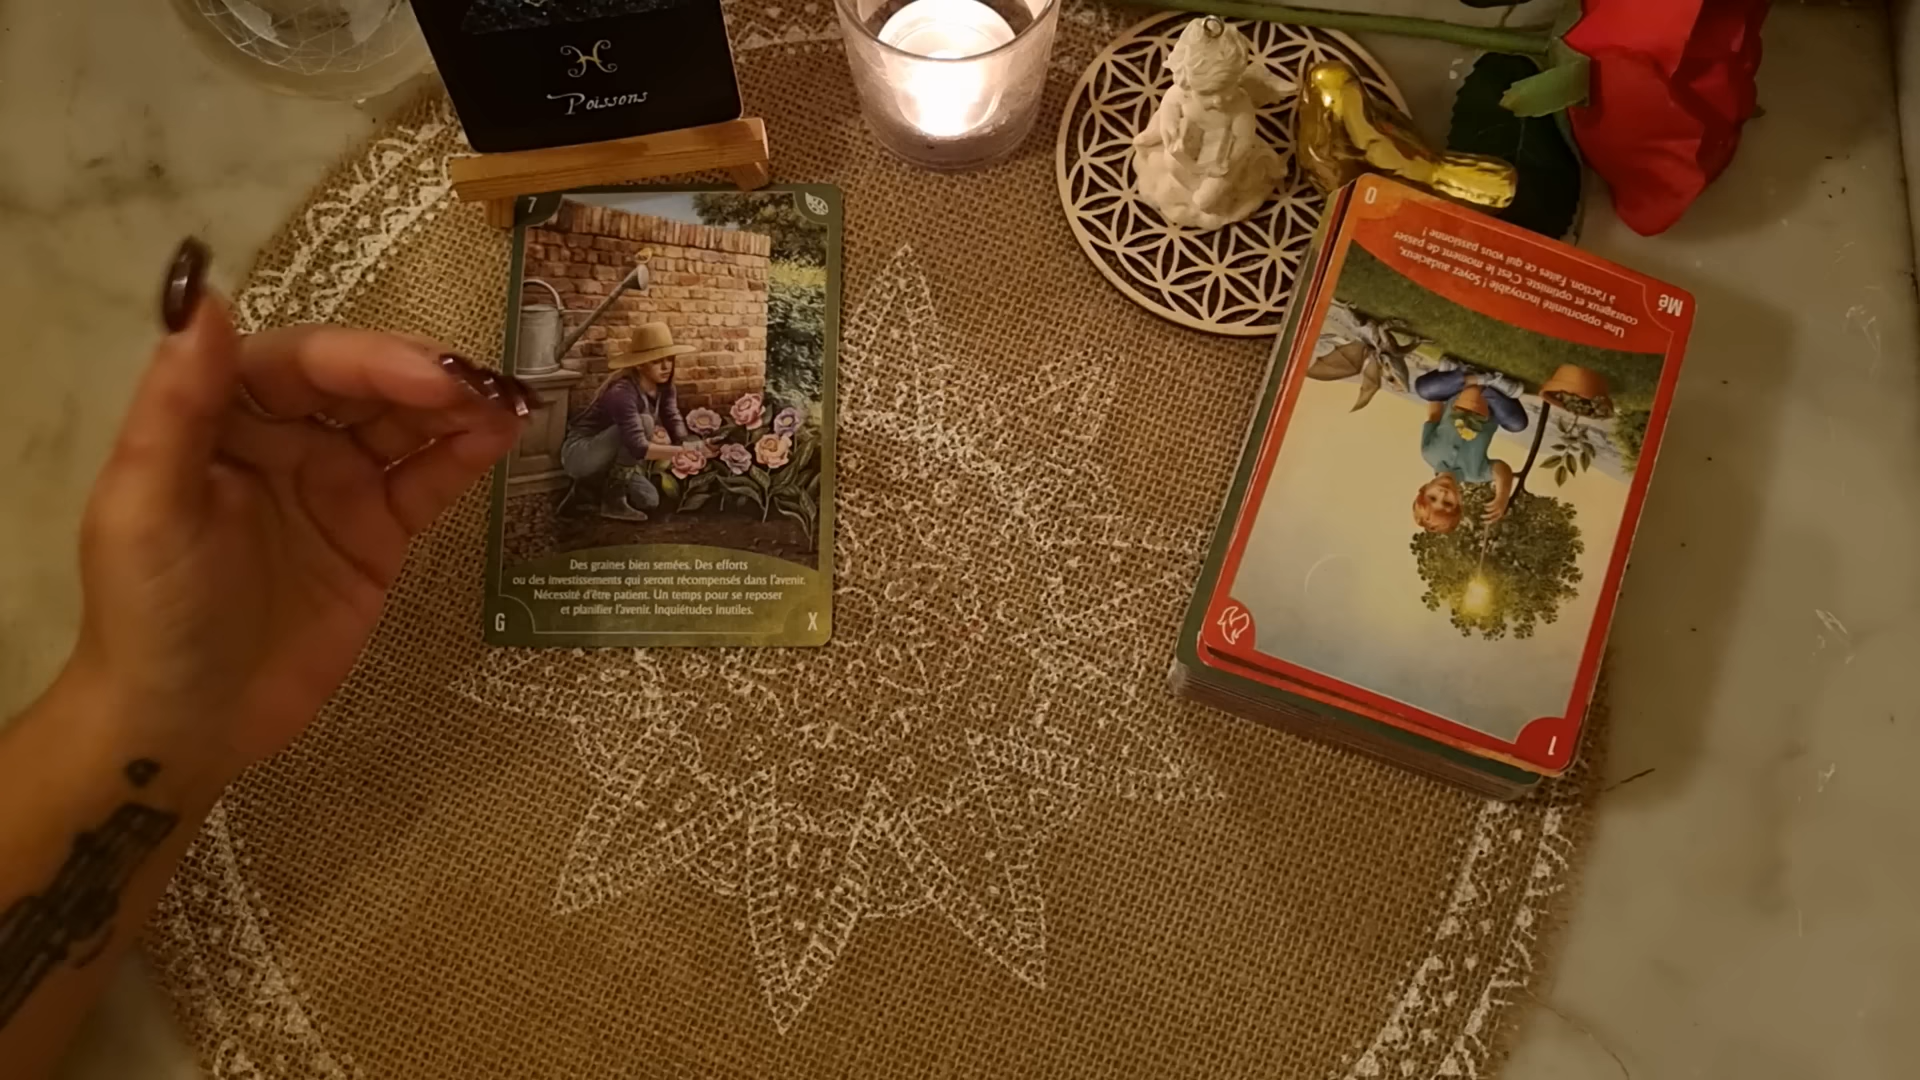 Poissons
7
Des graines bien semées. Des efforts
ou des investissements qui seront récompensés dans l'avenir.
Nécessité d'être patient. Un temps pour se reposer
et planifier l'avenir. Inquiétudes inutiles.
G
X
O
Mé
Une opportunité incroyable ! Soyez audacieux,
courageux et optimiste. C'est le moment de passer
à l'action. Faites ce qui vous passionne !
1